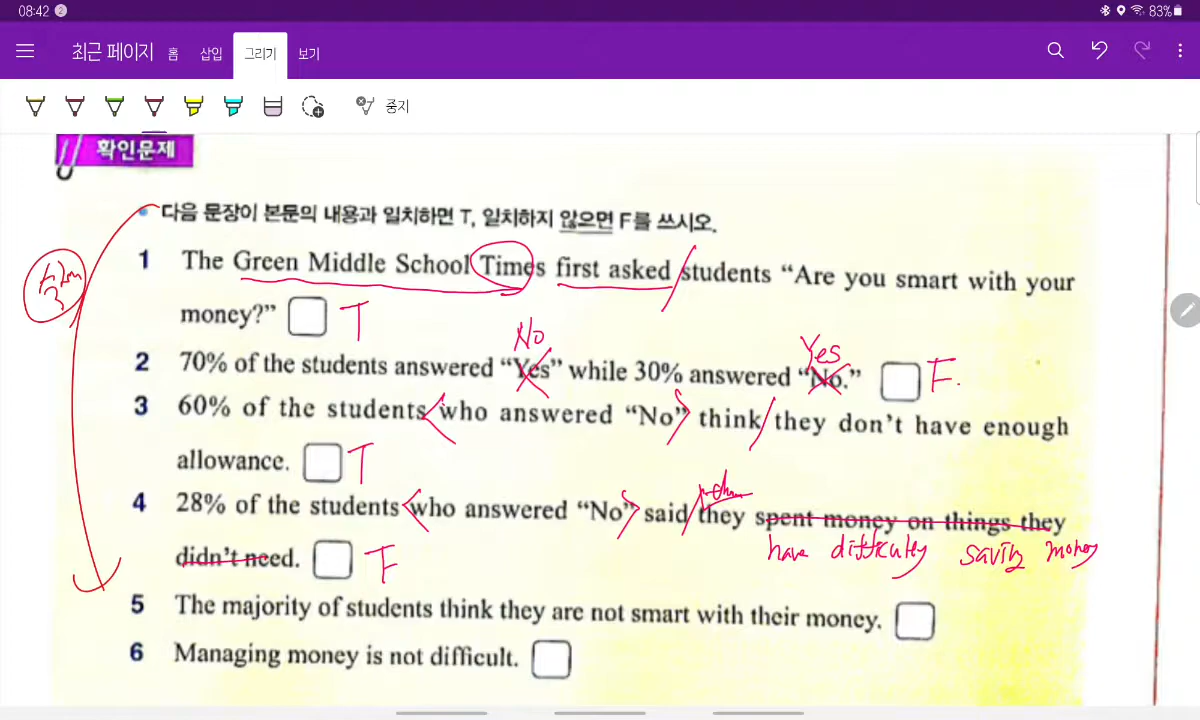 08:42 2 83%
최근 페이지 홈 삽입 그리기 보기
중지
확인문제
다음 문장이 본문의 내용과 일치하면 T, 일치하지 않으면 F를 쓰시오.
1 The Green Middle School Times first asked students “Are you smart with your
money?” T
No Yes
2 70% of the students answered “Yes” while 30% answered “No.” F.
3 60% of the students who answered “No” think they don’t have enough
allowance. T
4 28% of the students who answered “No” said they spent money on things they
have difficulty saving money
didn’t need. F
5 The majority of students think they are not smart with their money.
6 Managing money is not difficult.